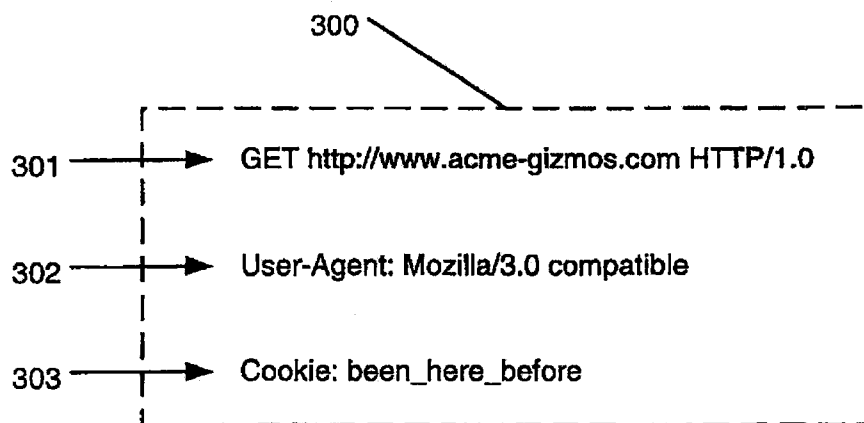 300
301 GET http://www.acme-gizmos.com HTTP/1.0
302 User-Agent: Mozilla/3.0 compatible
303 Cookie: been_here_before